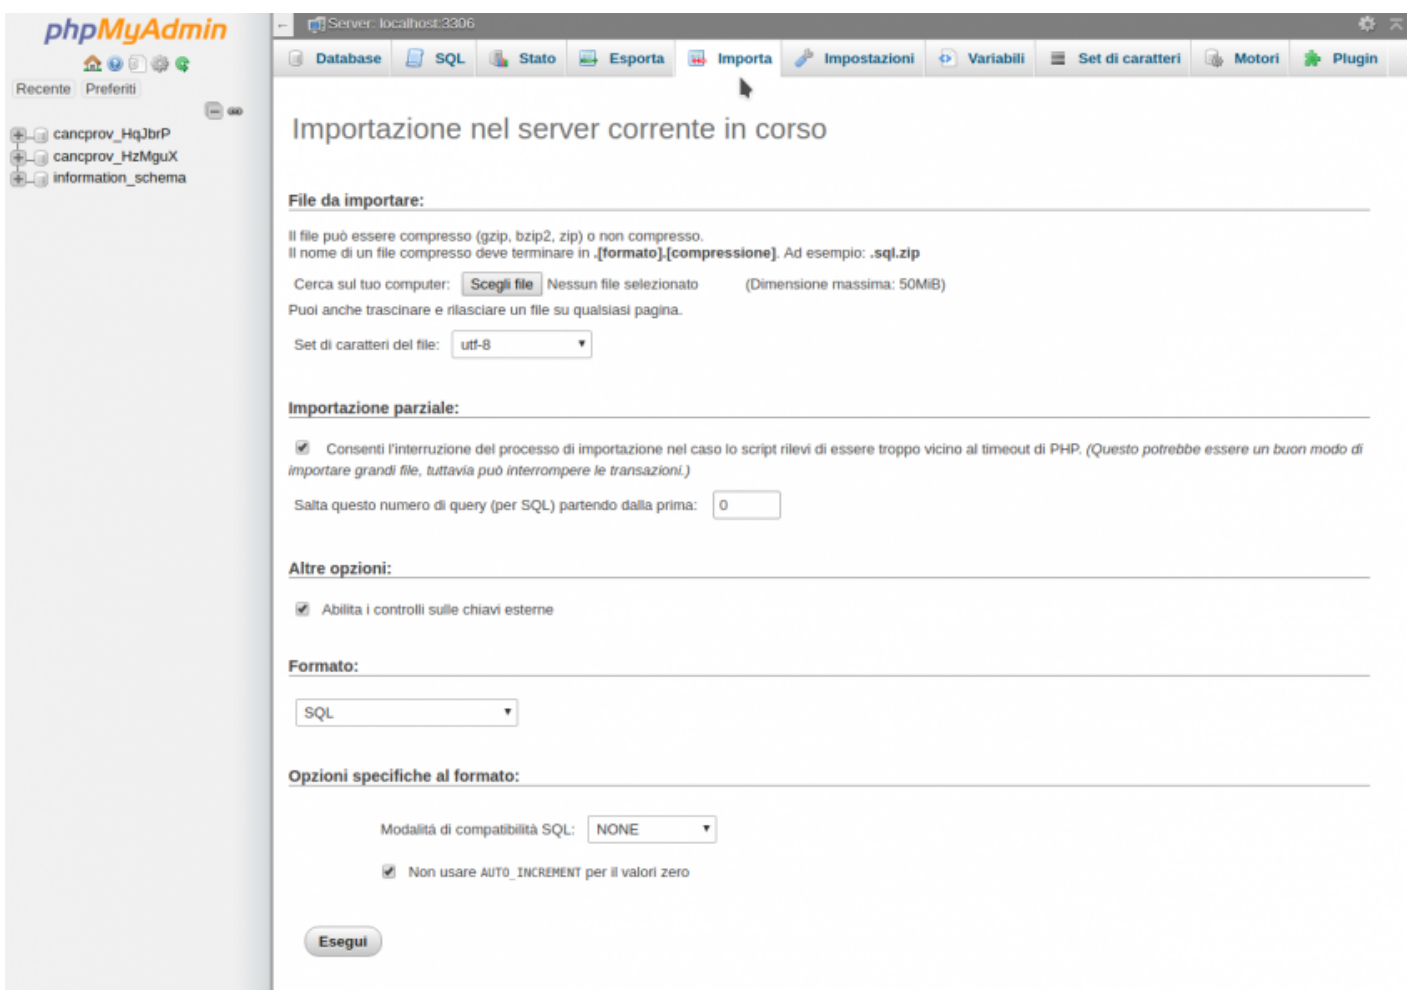 phpMyAdmin
Recente Preferiti
cancprov_HqJbrP
cancprov_HzMguX
information_schema
Server: localhost:3306
Database SQL Stato Esporta Importa Impostazioni Variabili Set di caratteri Motori Plugin
Importazione nel server corrente in corso
File da importare:
Il file può essere compresso (gzip, bzip2, zip) o non compresso.
Il nome di un file compresso deve terminare in .[formato].[compressione]. Ad esempio: .sql.zip
Cerca sul tuo computer: Scegli file Nessun file selezionato (Dimensione massima: 50MiB)
Puoi anche trascinare e rilasciare un file su qualsiasi pagina.
Set di caratteri del file: utf-8
Importazione parziale:
Consenti l'interruzione del processo di importazione nel caso lo script rilevi di essere troppo vicino al timeout di PHP. (Questo potrebbe essere un buon modo di
importare grandi file, tuttavia può interrompere le transazioni.)
Salta questo numero di query (per SQL) partendo dalla prima: 0
Altre opzioni:
Abilita i controlli sulle chiavi esterne
Formato:
SQL
Opzioni specifiche al formato:
Modalitá di compatibilità SQL: NONE
Non usare AUTO_INCREMENT per il valori zero
Esegui